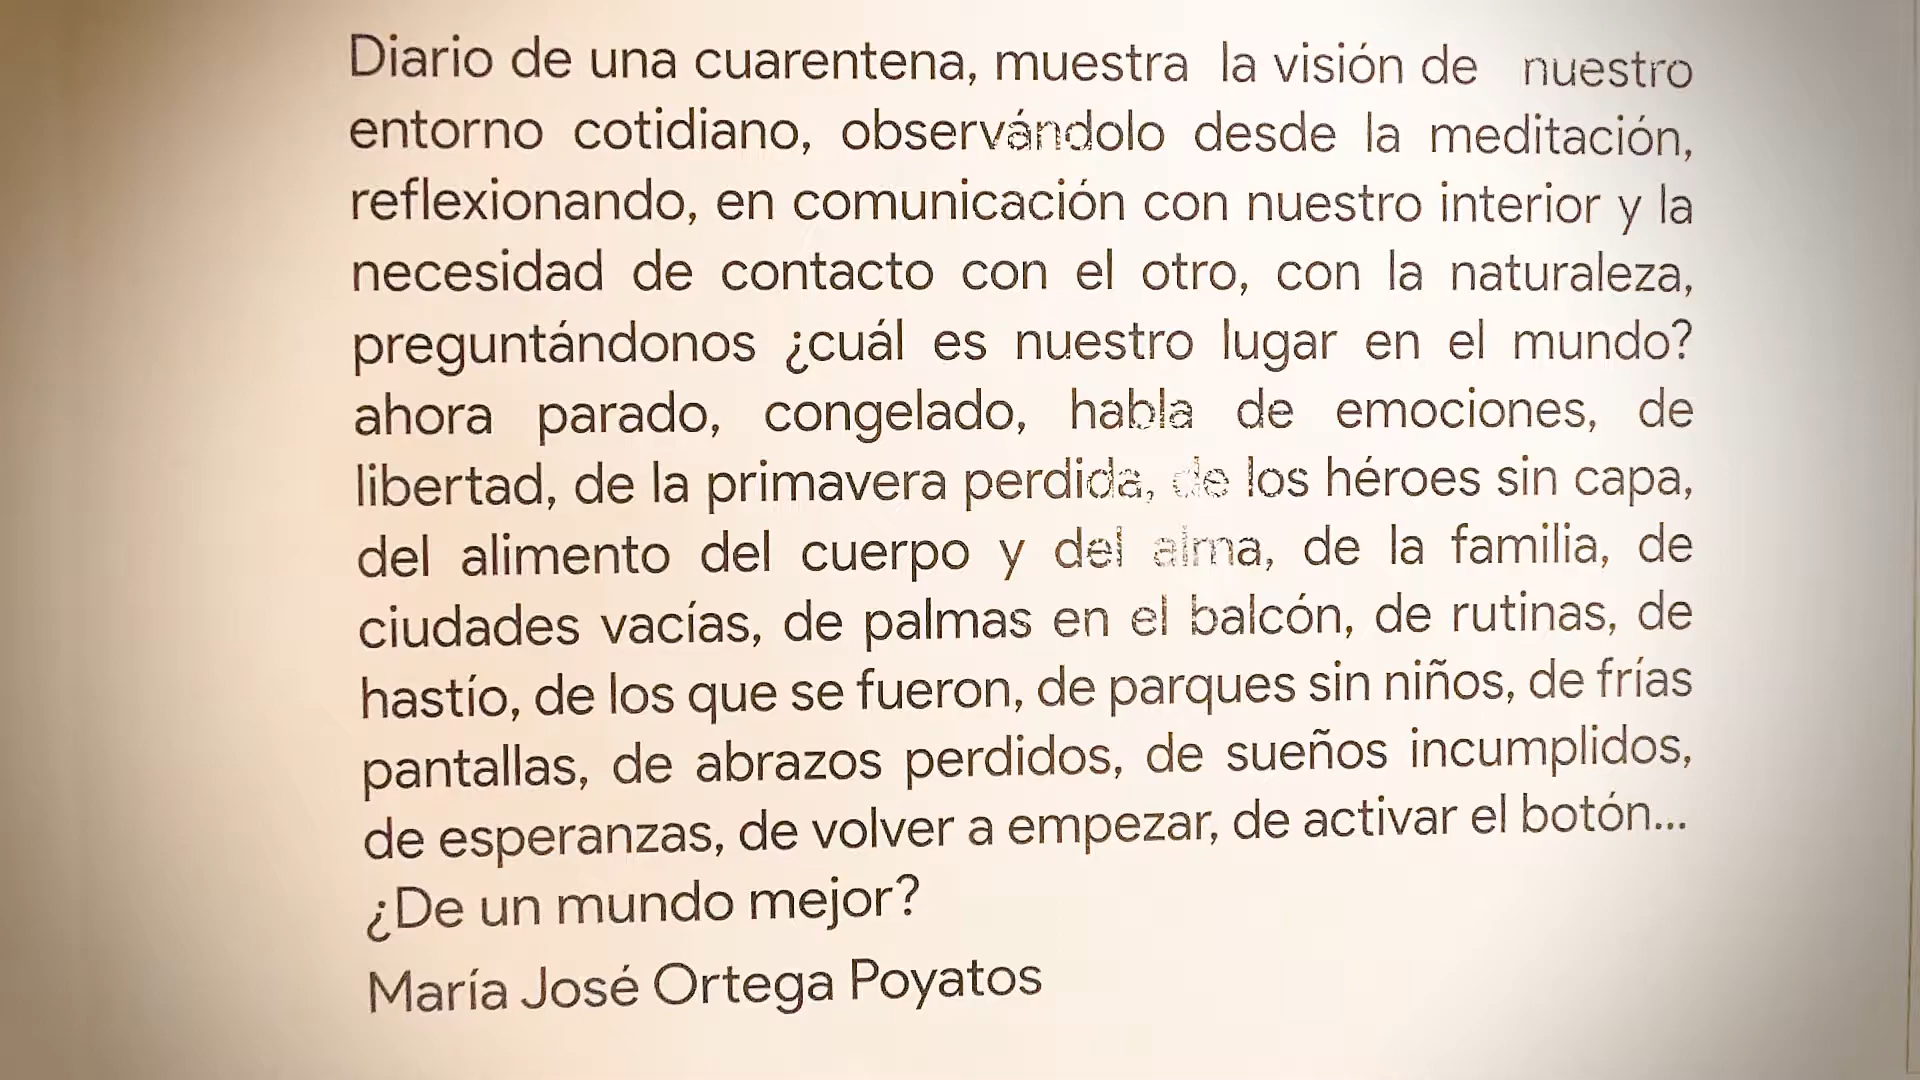 Diario de una cuarentena, muestra la visión de nuestro
entorno cotidiano, observándolo desde la meditación,
reflexionando, en comunicación con nuestro interior y la
necesidad de contacto con el otro, con la naturaleza,
preguntándonos ¿cuál es nuestro lugar en el mundo?
ahora parado, congelado, habla de emociones, de
libertad, de la primavera perdida, de los héroes sin capa,
del alimento del cuerpo y del alma, de la familia, de
ciudades vacías, de palmas en el balcón, de rutinas, de
hastío, de los que se fueron, de parques sin niños, de frías
pantallas, de abrazos perdidos, de sueños incumplidos,
de esperanzas, de volver a empezar, de activar el botón...
¿De un mundo mejor?
María José Ortega Poyatos